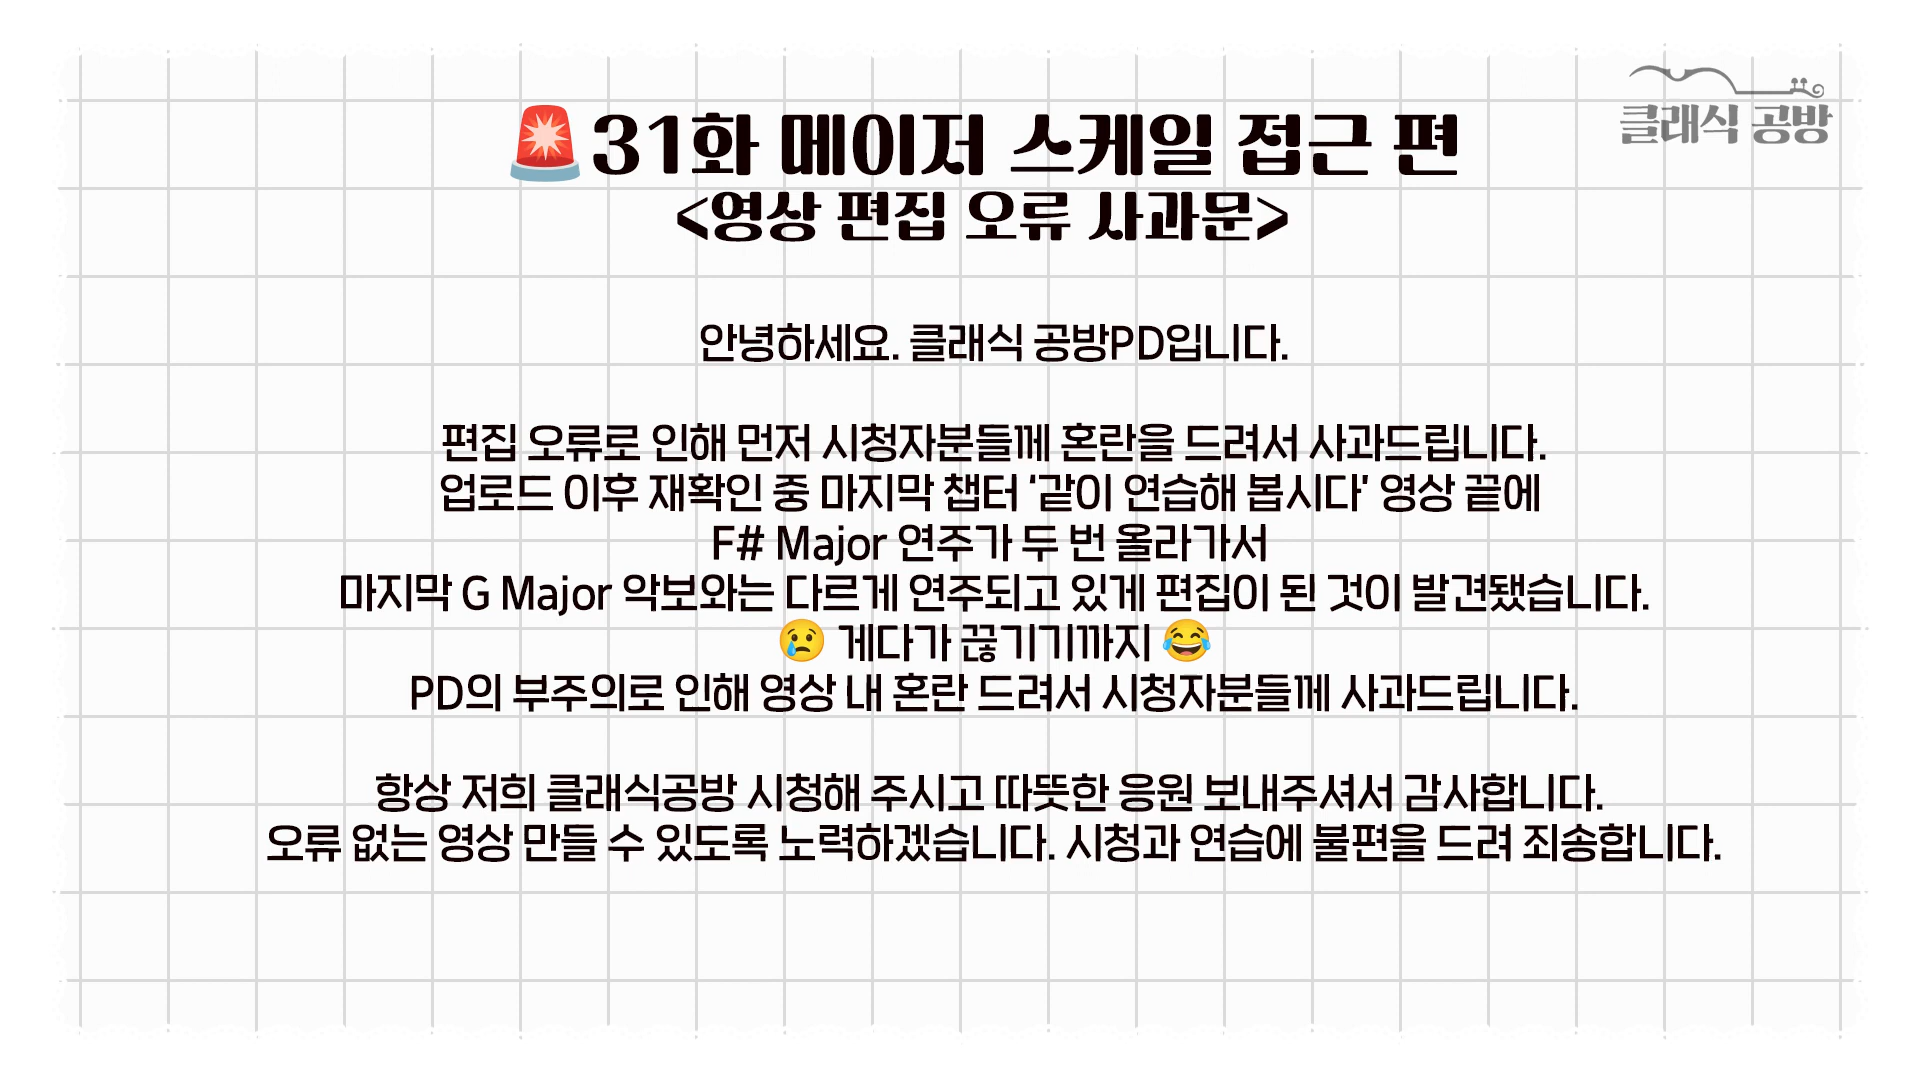 클래식 공방
🚨31화 메이저 스케일 접근 편
<영상 편집 오류 사과문>
안녕하세요. 클래식 공방PD입니다.
편집 오류로 인해 먼저 시청자분들께 혼란을 드려서 사과드립니다.
업로드 이후 재확인 중 마지막 챕터 ‘같이 연습해 봅시다’ 영상 끝에
F# Major 연주가 두 번 올라가서
마지막 G Major 악보와는 다르게 연주되고 있게 편집이 된 것이 발견됐습니다.
😢 게다가 끊기기까지 😂
PD의 부주의로 인해 영상 내 혼란 드려서 시청자분들께 사과드립니다.
항상 저희 클래식공방 시청해 주시고 따뜻한 응원 보내주셔서 감사합니다.
오류 없는 영상 만들 수 있도록 노력하겠습니다. 시청과 연습에 불편을 드려 죄송합니다.